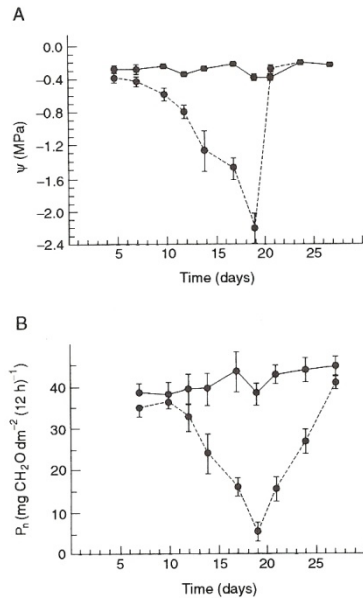 A
0.0
−0.4
−0.8
−1.2
−1.6
−2.0
−2.4
ψ (MPa)
5 10 15 20 25
Time (days)
B
40
30
20
10
0
Pₙ (mg CH₂O dm⁻² (12 h)⁻¹)
0 5 10 15 20 25
Time (days)